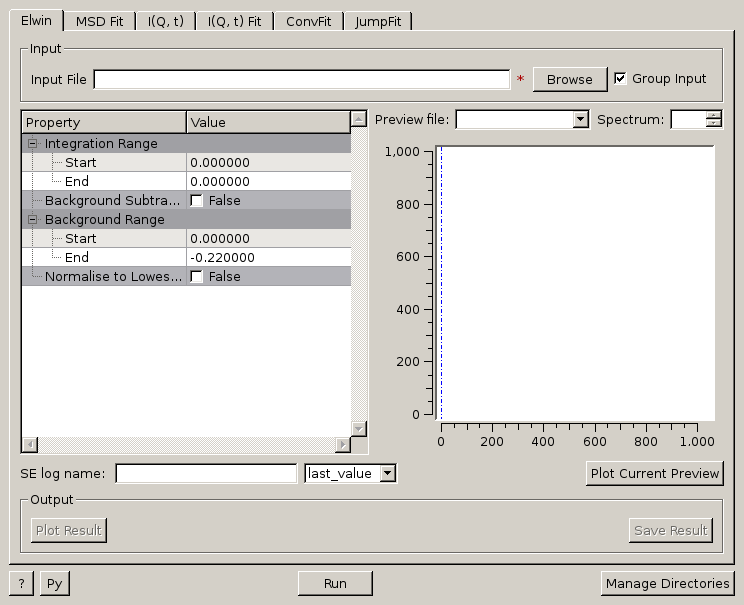 Elwin MSD Fit I(Q, t) I(Q, t) Fit ConvFit JumpFit
Input
Input File * Browse Group Input
Property Value
Integration Range
Start 0.000000
End 0.000000
Background Subtra... False
Background Range
Start 0.000000
End -0.220000
Normalise to Lowes... False
Preview file: Spectrum:
1,000
800
600
400
200
0
0 200 400 600 800 1.000
SE log name: last_value Plot Current Preview
Output
Plot Result Save Result
? Py Run Manage Directories